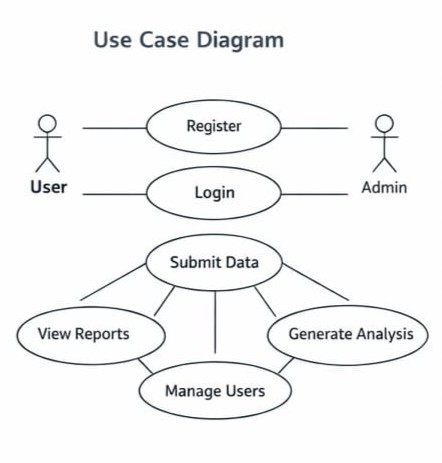 Use Case Diagram
Register
User
Admin
Login
Submit Data
View Reports
Generate Analysis
Manage Users